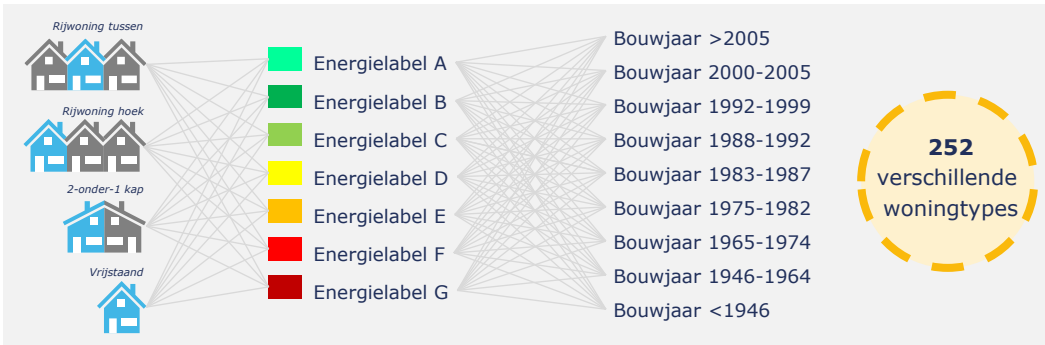 Rijwoning tussen
Rijwoning hoek
2-onder-1 kap
Vrijstaand
Energielabel A
Energielabel B
Energielabel C
Energielabel D
Energielabel E
Energielabel F
Energielabel G
Bouwjaar >2005
Bouwjaar 2000-2005
Bouwjaar 1992-1999
Bouwjaar 1988-1992
Bouwjaar 1983-1987
Bouwjaar 1975-1982
Bouwjaar 1965-1974
Bouwjaar 1946-1964
Bouwjaar <1946
252
verschillende
woningtypes